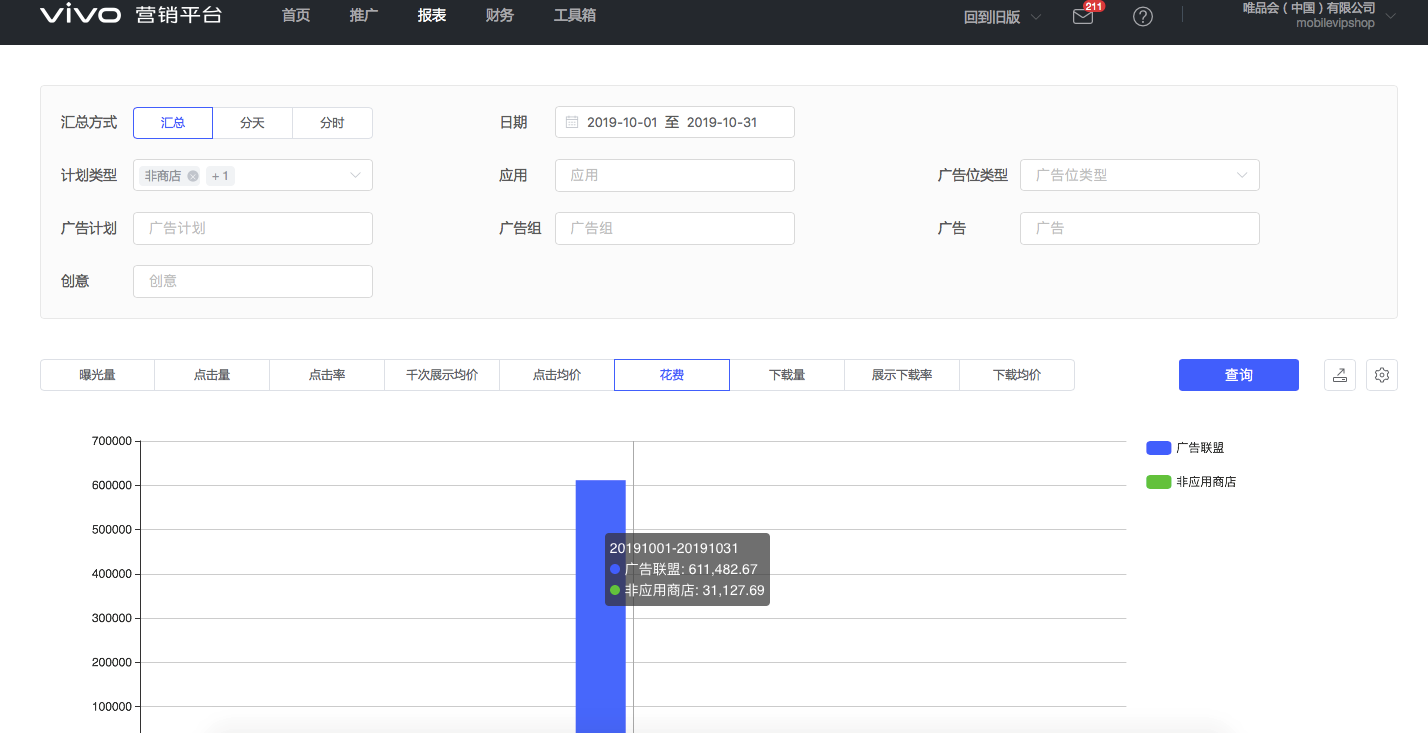 vivo 营销平台 首页 推广 报表 财务 工具箱 回到旧版 211 ? 唯品会（中国）有限公司
mobilevipshop
汇总方式 汇总 分天 分时 日期 2019-10-01 至 2019-10-31
计划类型 非商店 + 1 应用 应用 广告位类型 广告位类型
广告计划 广告计划 广告组 广告组 广告 广告
创意 创意
曝光量 点击量 点击率 千次展示均价 点击均价 花费 下载量 展示下载率 下载均价 查询
700000
600000
500000
400000
300000
200000
100000
广告联盟
非应用商店
20191001-20191031
广告联盟: 611,482.67
非应用商店: 31,127.69